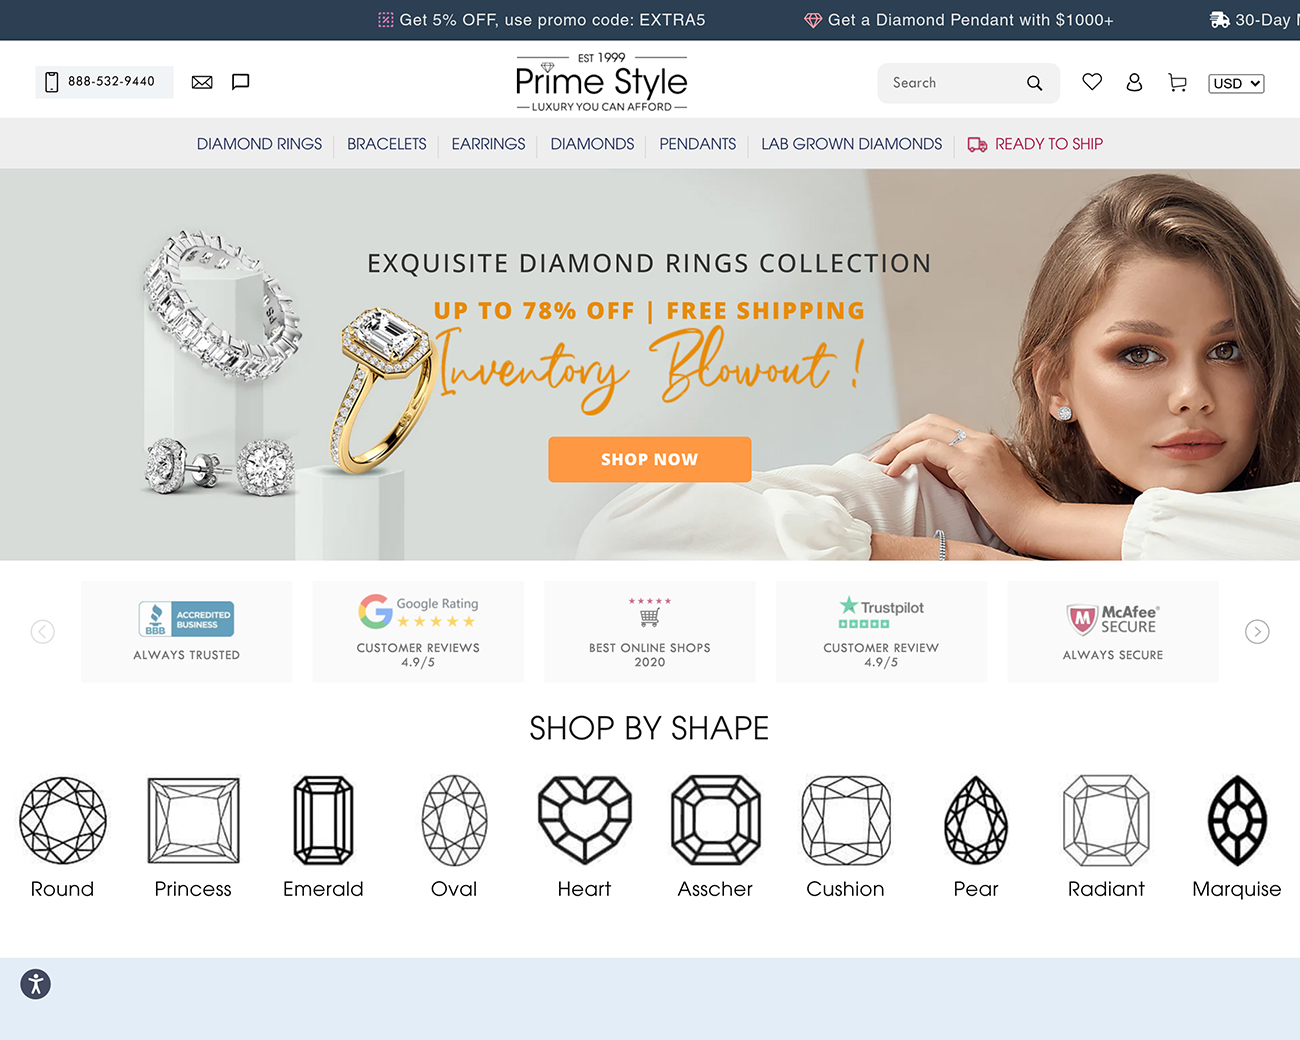 Get 5% OFF, use promo code: EXTRA5
Get a Diamond Pendant with $1000+
30-Day
888-532-9440
EST 1999
Prime Style
LUXURY YOU CAN AFFORD
Search
USD
DIAMOND RINGS
BRACELETS
EARRINGS
DIAMONDS
PENDANTS
LAB GROWN DIAMONDS
READY TO SHIP
EXQUISITE DIAMOND RINGS COLLECTION
UP TO 78% OFF | FREE SHIPPING
Inventory Blowout !
SHOP NOW
BBB
ACCREDITED
BUSINESS
ALWAYS TRUSTED
Google Rating
CUSTOMER REVIEWS
4.9/5
BEST ONLINE SHOPS
2020
Trustpilot
CUSTOMER REVIEW
4.9/5
McAfee®
SECURE
ALWAYS SECURE
SHOP BY SHAPE
Round
Princess
Emerald
Oval
Heart
Asscher
Cushion
Pear
Radiant
Marquise